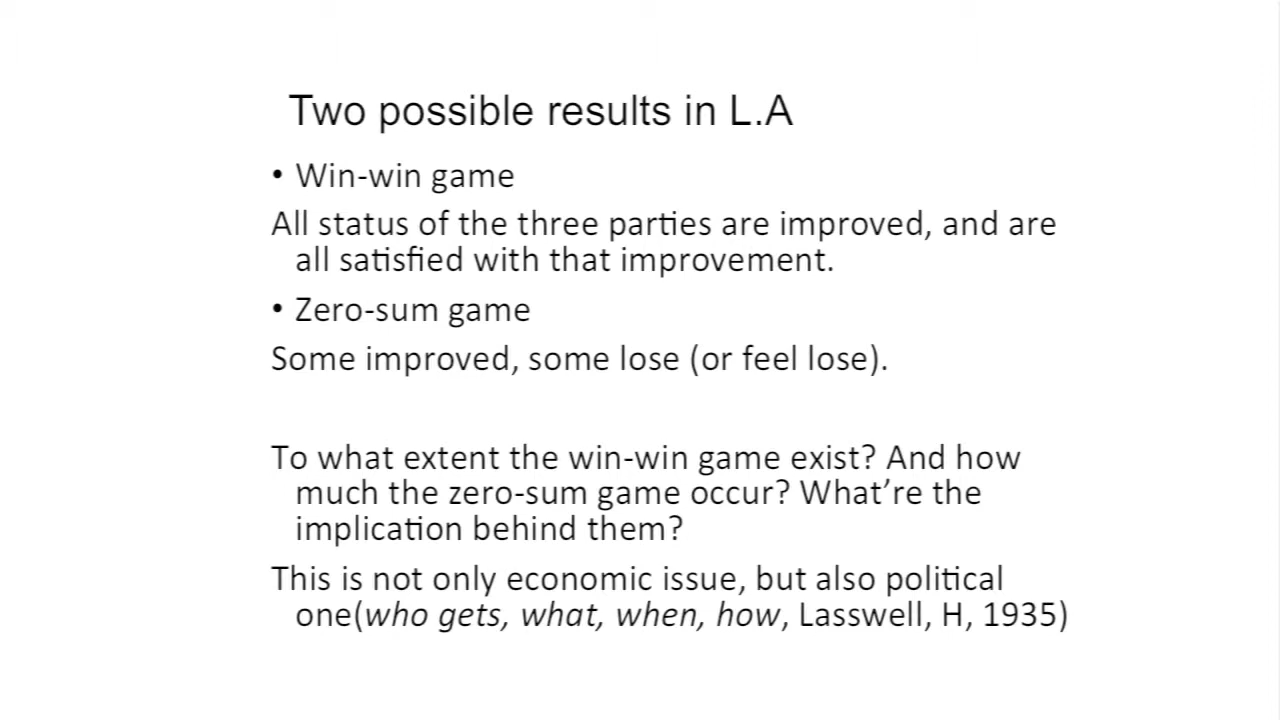 Two possible results in L.A
• Win-win game
All status of the three parties are improved, and are
all satisfied with that improvement.
• Zero-sum game
Some improved, some lose (or feel lose).
To what extent the win-win game exist? And how
much the zero-sum game occur? What’re the
implication behind them?
This is not only economic issue, but also political
one(who gets, what, when, how, Lasswell, H, 1935)